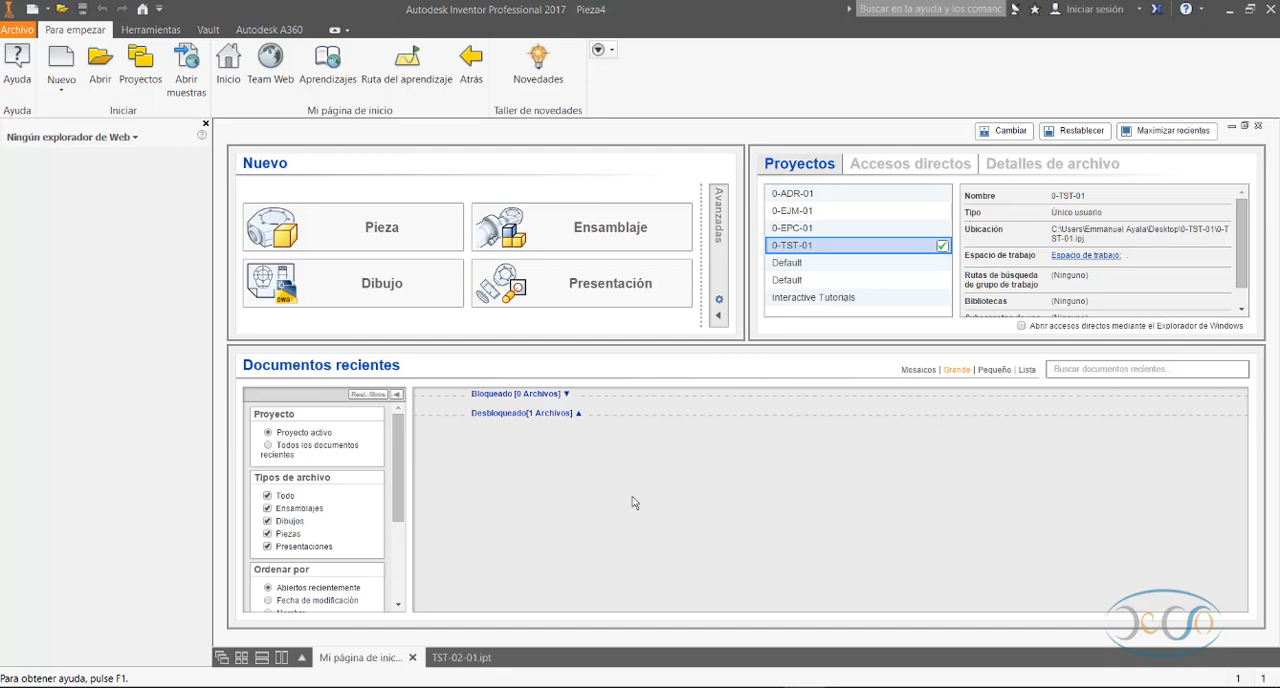 Autodesk Inventor Professional 2017 Pieza4
Buscar en la ayuda y los comanc
Iniciar sesión
Archivo Para empezar Herramientas Vault Autodesk A360
Ayuda Nuevo Abrir Proyectos Abrir muestras Inicio Team Web Aprendizajes Ruta del aprendizaje Atrás Novedades
Ayuda Iniciar Mi página de inicio Taller de novedades
Ningún explorador de Web
Cambiar Restablecer Maximizar recientes
Nuevo
Pieza Ensamblaje
Dibujo Presentación
DWG
Avanzadas
Proyectos Accesos directos Detalles de archivo
0-ADR-01
0-EJM-01
0-EPC-01
0-TST-01
Default
Default
Interactive Tutorials
Nombre 0-TST-01
Tipo Único usuario
Ubicación C:\Users\Emmanuel Ayala\Desktop\0-TST-01\0-T
ST-01.ipj
Espacio de trabajo Espacio de trabajo: .
Rutas de búsqueda (Ninguno)
de grupo de trabajo
Bibliotecas (Ninguno)
Abrir accesos directos mediante el Explorador de Windows
Documentos recientes
Mosaicos | Grande | Pequeño | Lista
Buscar documentos recientes...
Bloqueado [0 Archivos]
Desbloqueado[1 Archivos]
Proyecto
Proyecto activo
Todos los documentos
recientes
Tipos de archivo
Todo
Ensamblajes
Dibujos
Piezas
Presentaciones
Ordenar por
Abiertos recientemente
Fecha de modificación
Mi página de inic... TST-02-01.ipt
Para obtener ayuda, pulse F1. 1 1